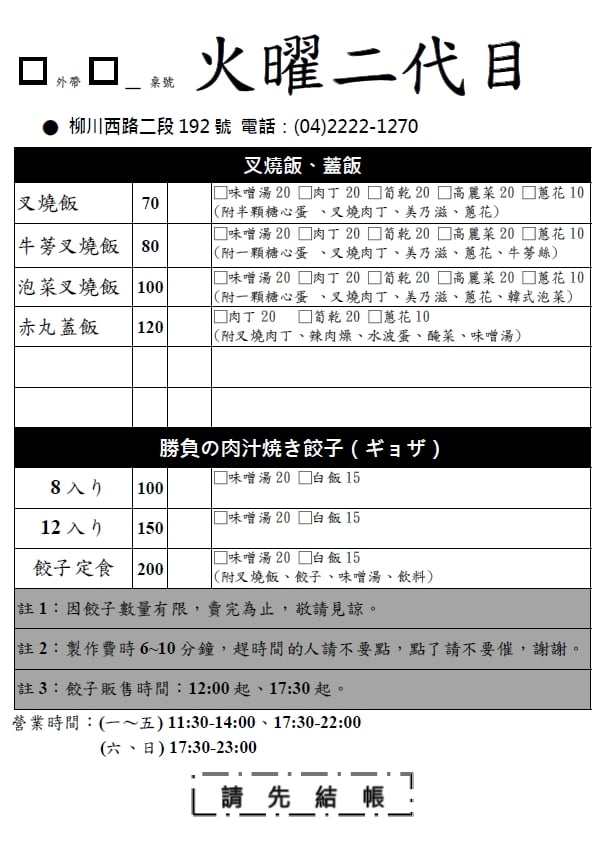 火曜二代目
□ 外帶 □ __ 桌號
● 柳川西路二段 192 號 電話：(04)2222-1270
叉燒飯、蓋飯
叉燒飯 70 □味噌湯 20 □肉丁 20 □筍乾 20 □高麗菜 20 □蔥花 10
(附半顆糖心蛋 、叉燒肉丁、美乃滋、蔥花)
牛蒡叉燒飯 80 □味噌湯 20 □肉丁 20 □筍乾 20 □高麗菜 20 □蔥花 10
(附一顆糖心蛋 、叉燒肉丁、美乃滋、蔥花、牛蒡絲)
泡菜叉燒飯 100 □味噌湯 20 □肉丁 20 □筍乾 20 □高麗菜 20 □蔥花 10
(附一顆糖心蛋 、叉燒肉丁、美乃滋、蔥花、韓式泡菜)
赤丸蓋飯 120 □肉丁 20 □筍乾 20 □蔥花 10
(附叉燒肉丁、辣肉燥、水波蛋、醃菜、味噌湯)
勝負の肉汁焼き餃子（ギョザ）
8 入り 100 □味噌湯 20 □白飯 15
12 入り 150 □味噌湯 20 □白飯 15
餃子定食 200 □味噌湯 20 □白飯 15
(附叉燒飯、餃子、味噌湯、飲料)
註 1：因餃子數量有限，賣完為止，敬請見諒。
註 2：製作費時 6~10 分鐘，趕時間的人請不要點，點了請不要催，謝謝。
註 3：餃子販售時間：12:00 起、17:30 起。
營業時間：(一～五) 11:30-14:00、17:30-22:00
(六、日) 17:30-23:00
請先結帳